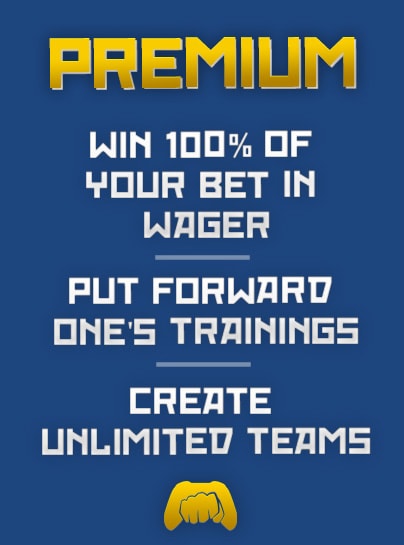 PREMIUM
WIN 100% OF
YOUR BET IN
WAGER
PUT FORWARD
ONE'S TRAININGS
CREATE
UNLIMITED TEAMS